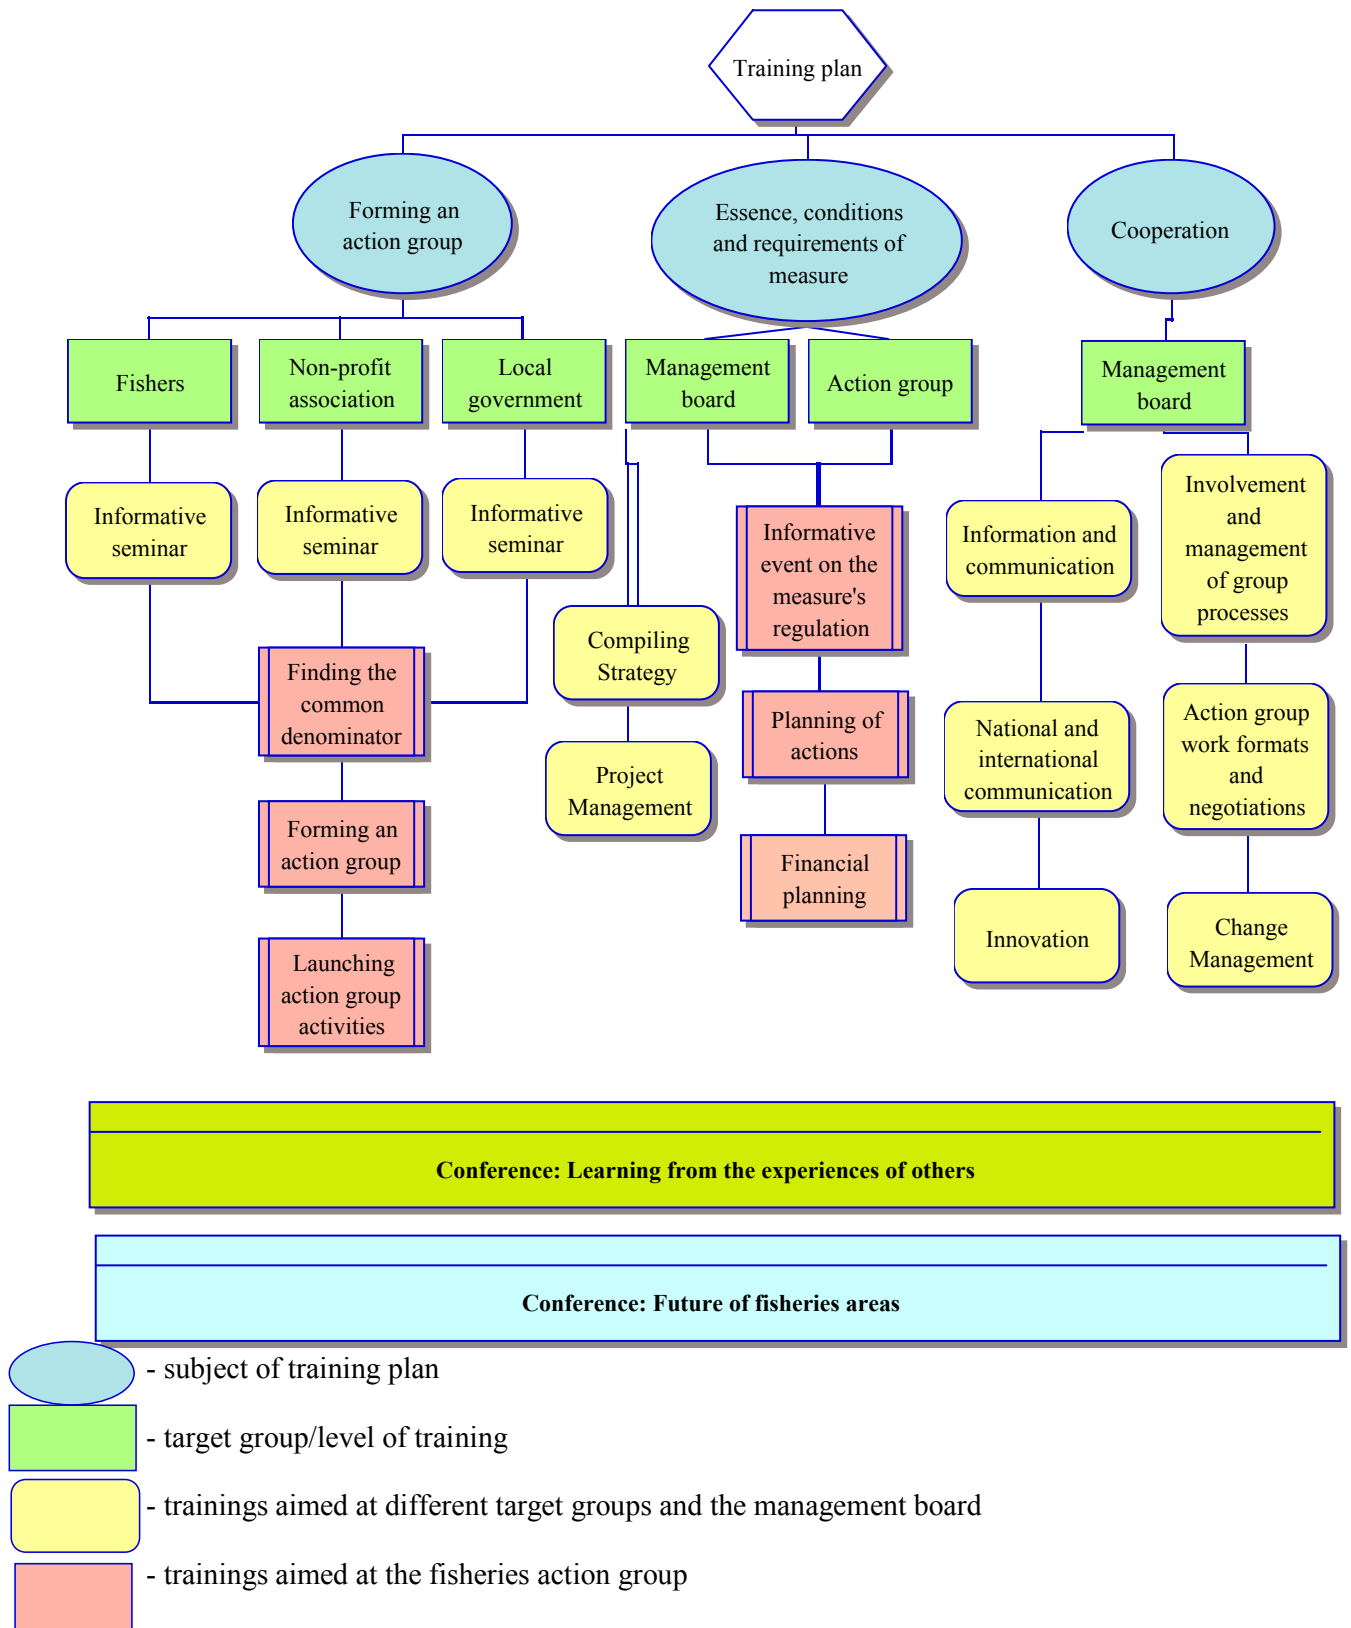 Training plan
Forming an
action group
Essence, conditions
and requirements of
measure
Cooperation
Fishers
Non-profit
association
Local
government
Management
board
Action group
Management
board
Informative
seminar
Informative
seminar
Informative
seminar
Finding the
common
denominator
Forming an
action group
Launching
action group
activities
Compiling
Strategy
Project
Management
Informative
event on the
measure's
regulation
Planning of
actions
Financial
planning
Information and
communication
National and
international
communication
Innovation
Involvement
and
management
of group
processes
Action group
work formats
and
negotiations
Change
Management
Conference: Learning from the experiences of others
Conference: Future of fisheries areas
- subject of training plan
- target group/level of training
- trainings aimed at different target groups and the management board
- trainings aimed at the fisheries action group